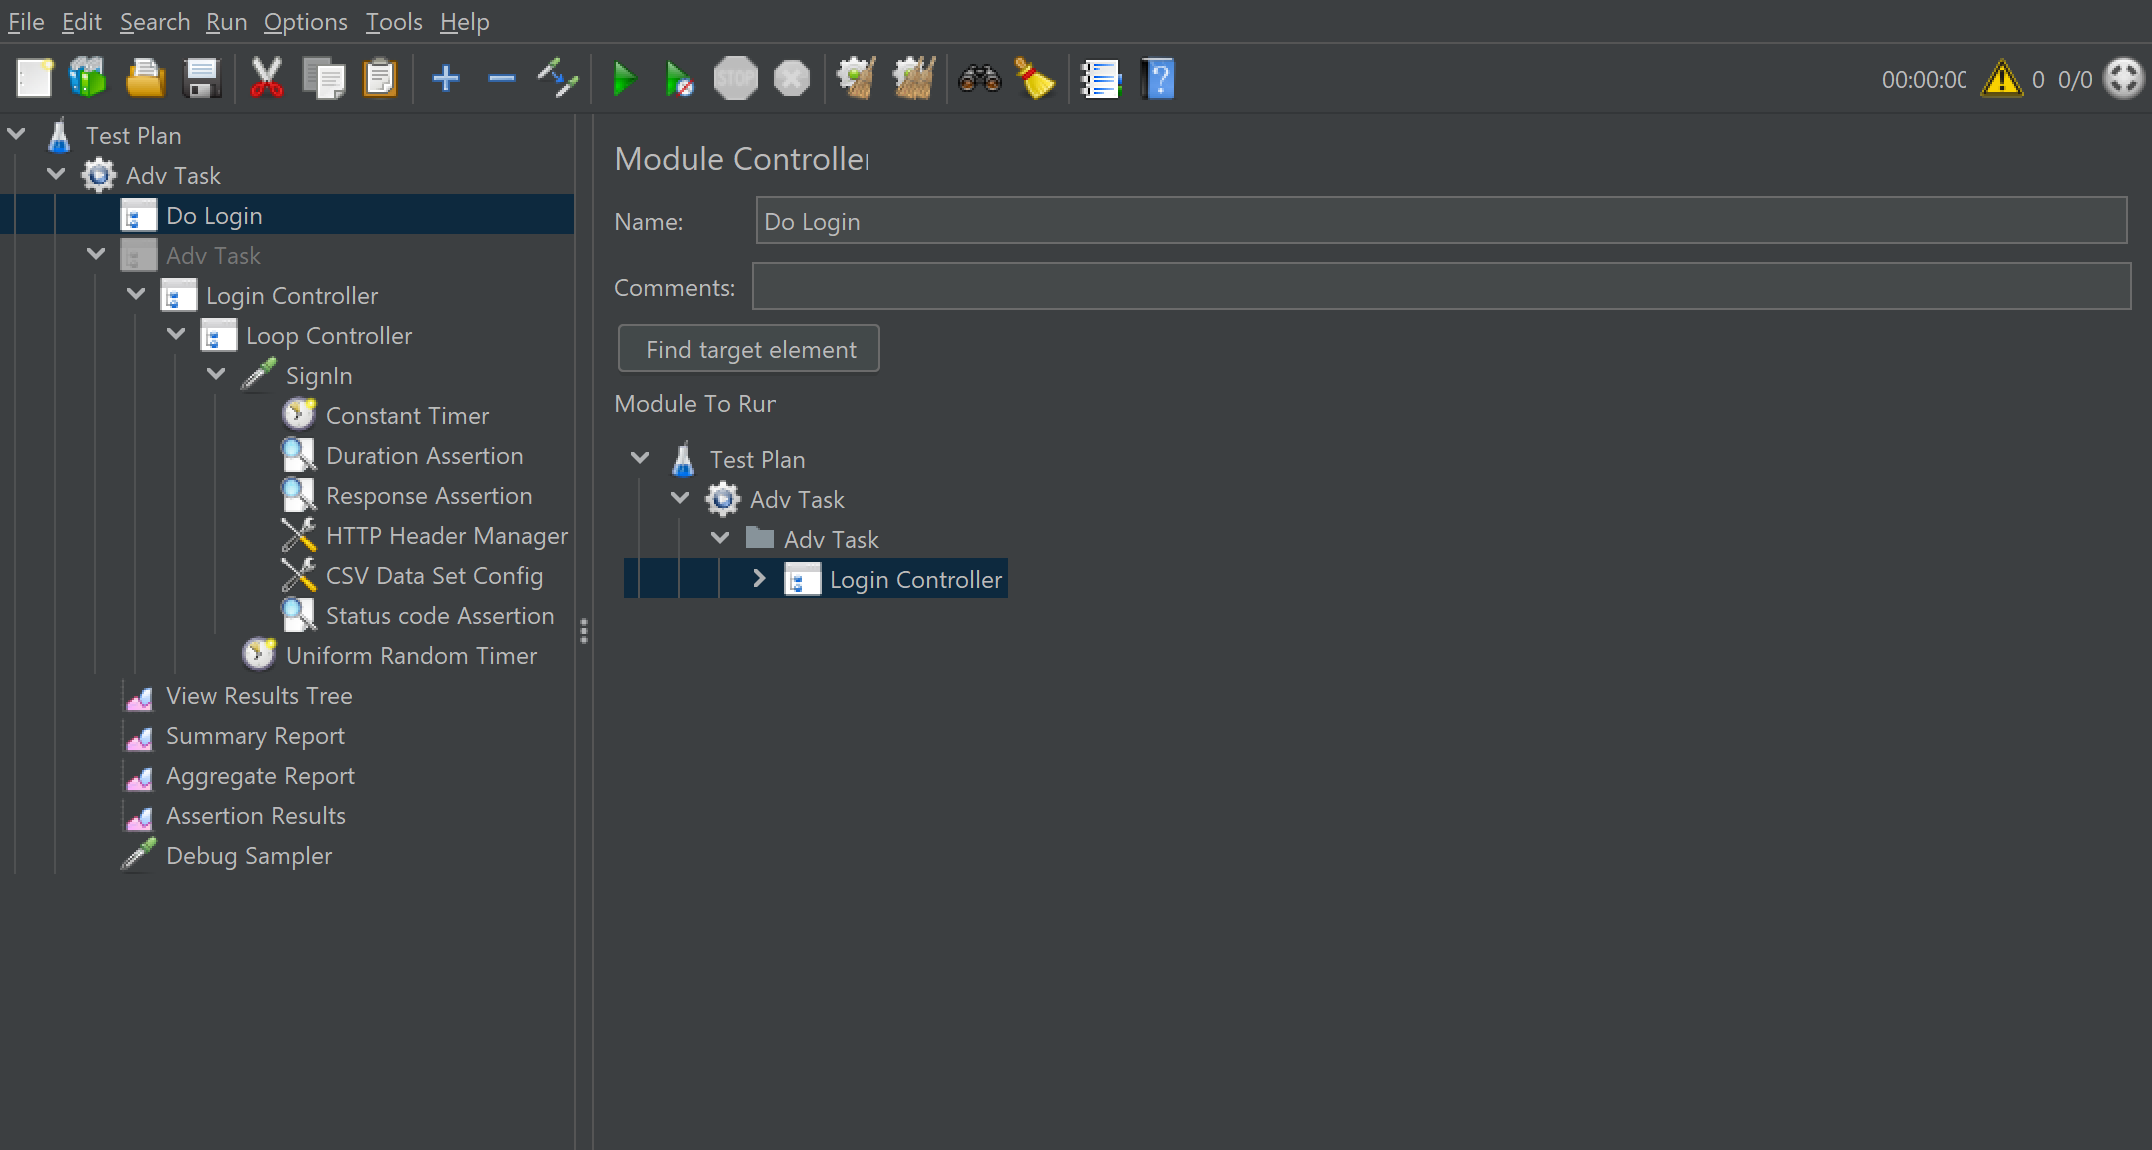 File Edit Search Run Options Tools Help
STOP
00:00:00 0 0/0
Test Plan
Adv Task
Do Login
Adv Task
Login Controller
Loop Controller
SignIn
Constant Timer
Duration Assertion
Response Assertion
HTTP Header Manager
CSV Data Set Config
Status code Assertion
Uniform Random Timer
View Results Tree
Summary Report
Aggregate Report
Assertion Results
Debug Sampler
Module Controller
Name: Do Login
Comments:
Find target element
Module To Run
Test Plan
Adv Task
Adv Task
Login Controller